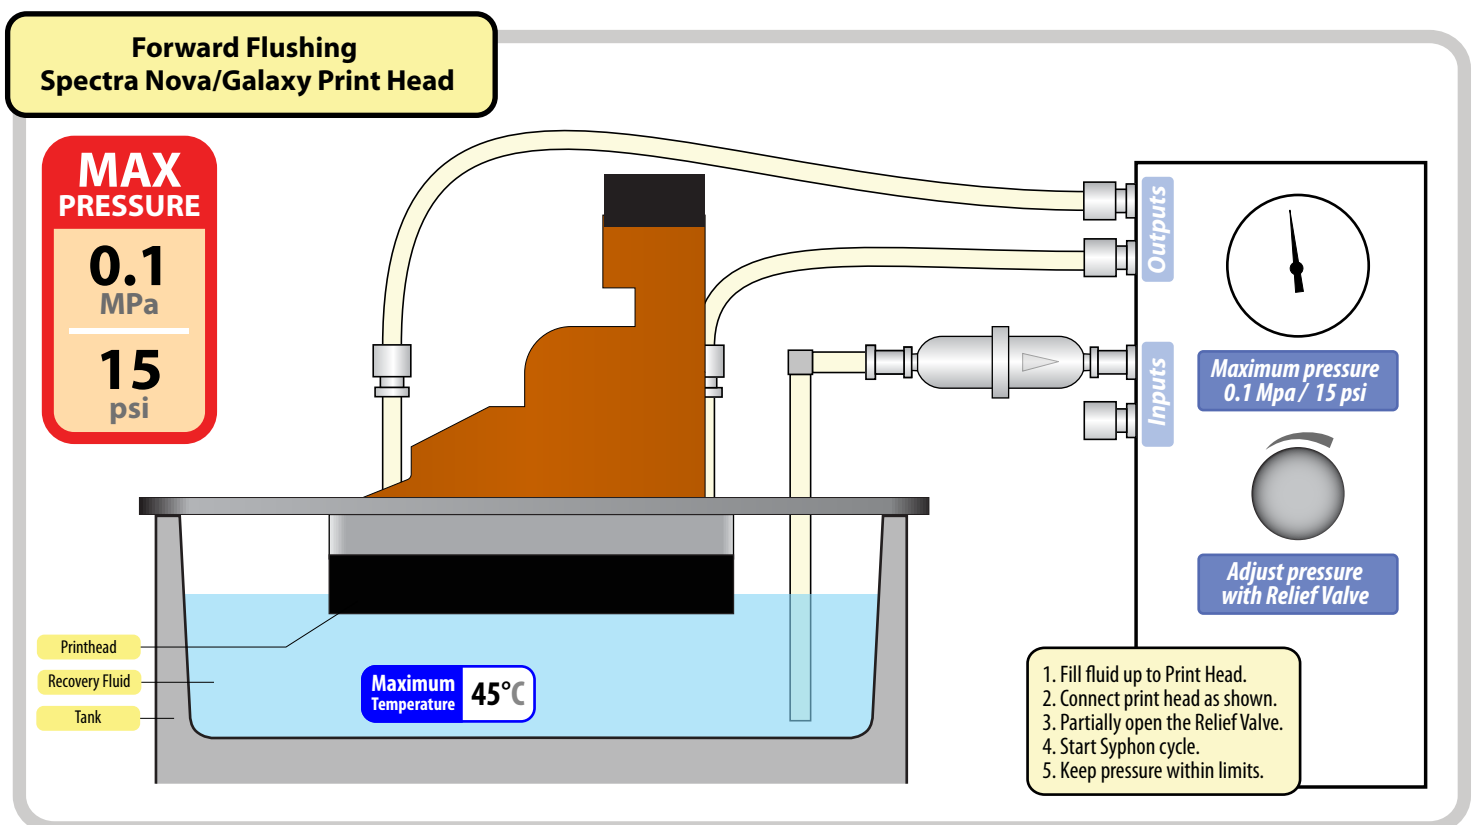 Forward Flushing
Spectra Nova/Galaxy Print Head
MAX
PRESSURE
0.1
MPa
15
psi
Outputs
Inputs
Maximum pressure
0.1 Mpa / 15 psi
Adjust pressure
with Relief Valve
Printhead
Recovery Fluid
Tank
Maximum
Temperature
45°C
1. Fill fluid up to Print Head.
2. Connect print head as shown.
3. Partially open the Relief Valve.
4. Start Syphon cycle.
5. Keep pressure within limits.